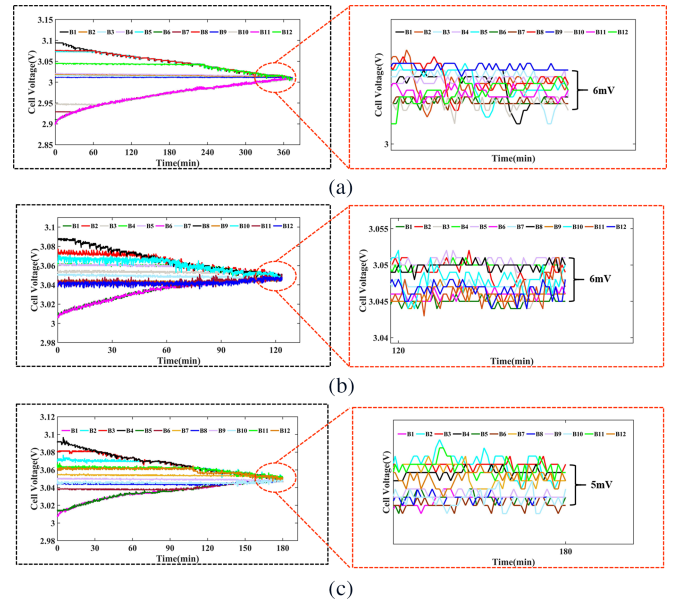 B1 B2 B3 B4 B5 B6 B7 B8 B9 B10 B11 B12
3.15
3.1
3.05
3
2.95
2.9
2.85
Cell Voltage(V)
0 60 120 180 240 300 360
Time(min)
B1 B2 B3 B4 B5 B6 B7 B8 B9 B10 B11 B12
Cell Voltage(V)
3
6mV
Time(min)
(a)
B1 B2 B3 B4 B5 B6 B7 B8 B9 B10 B11 B12
3.1
3.08
3.06
3.04
3.02
3
2.98
Cell Voltage(V)
0 30 60 90 120
Time(min)
B1 B2 B3 B4 B5 B6 B7 B8 B9 B10 B11 B12
3.055
3.05
3.045
3.04
Cell Voltage(V)
6mV
120
Time(min)
(b)
B1 B2 B3 B4 B5 B6 B7 B8 B9 B10 B11 B12
3.12
3.1
3.08
3.06
3.04
3.02
3
2.98
Cell Voltage(V)
0 30 60 90 120 150 180
Time(min)
B1 B2 B3 B4 B5 B6 B7 B8 B9 B10 B11 B12
Cell Voltage(V)
5mV
180
Time(min)
(c)